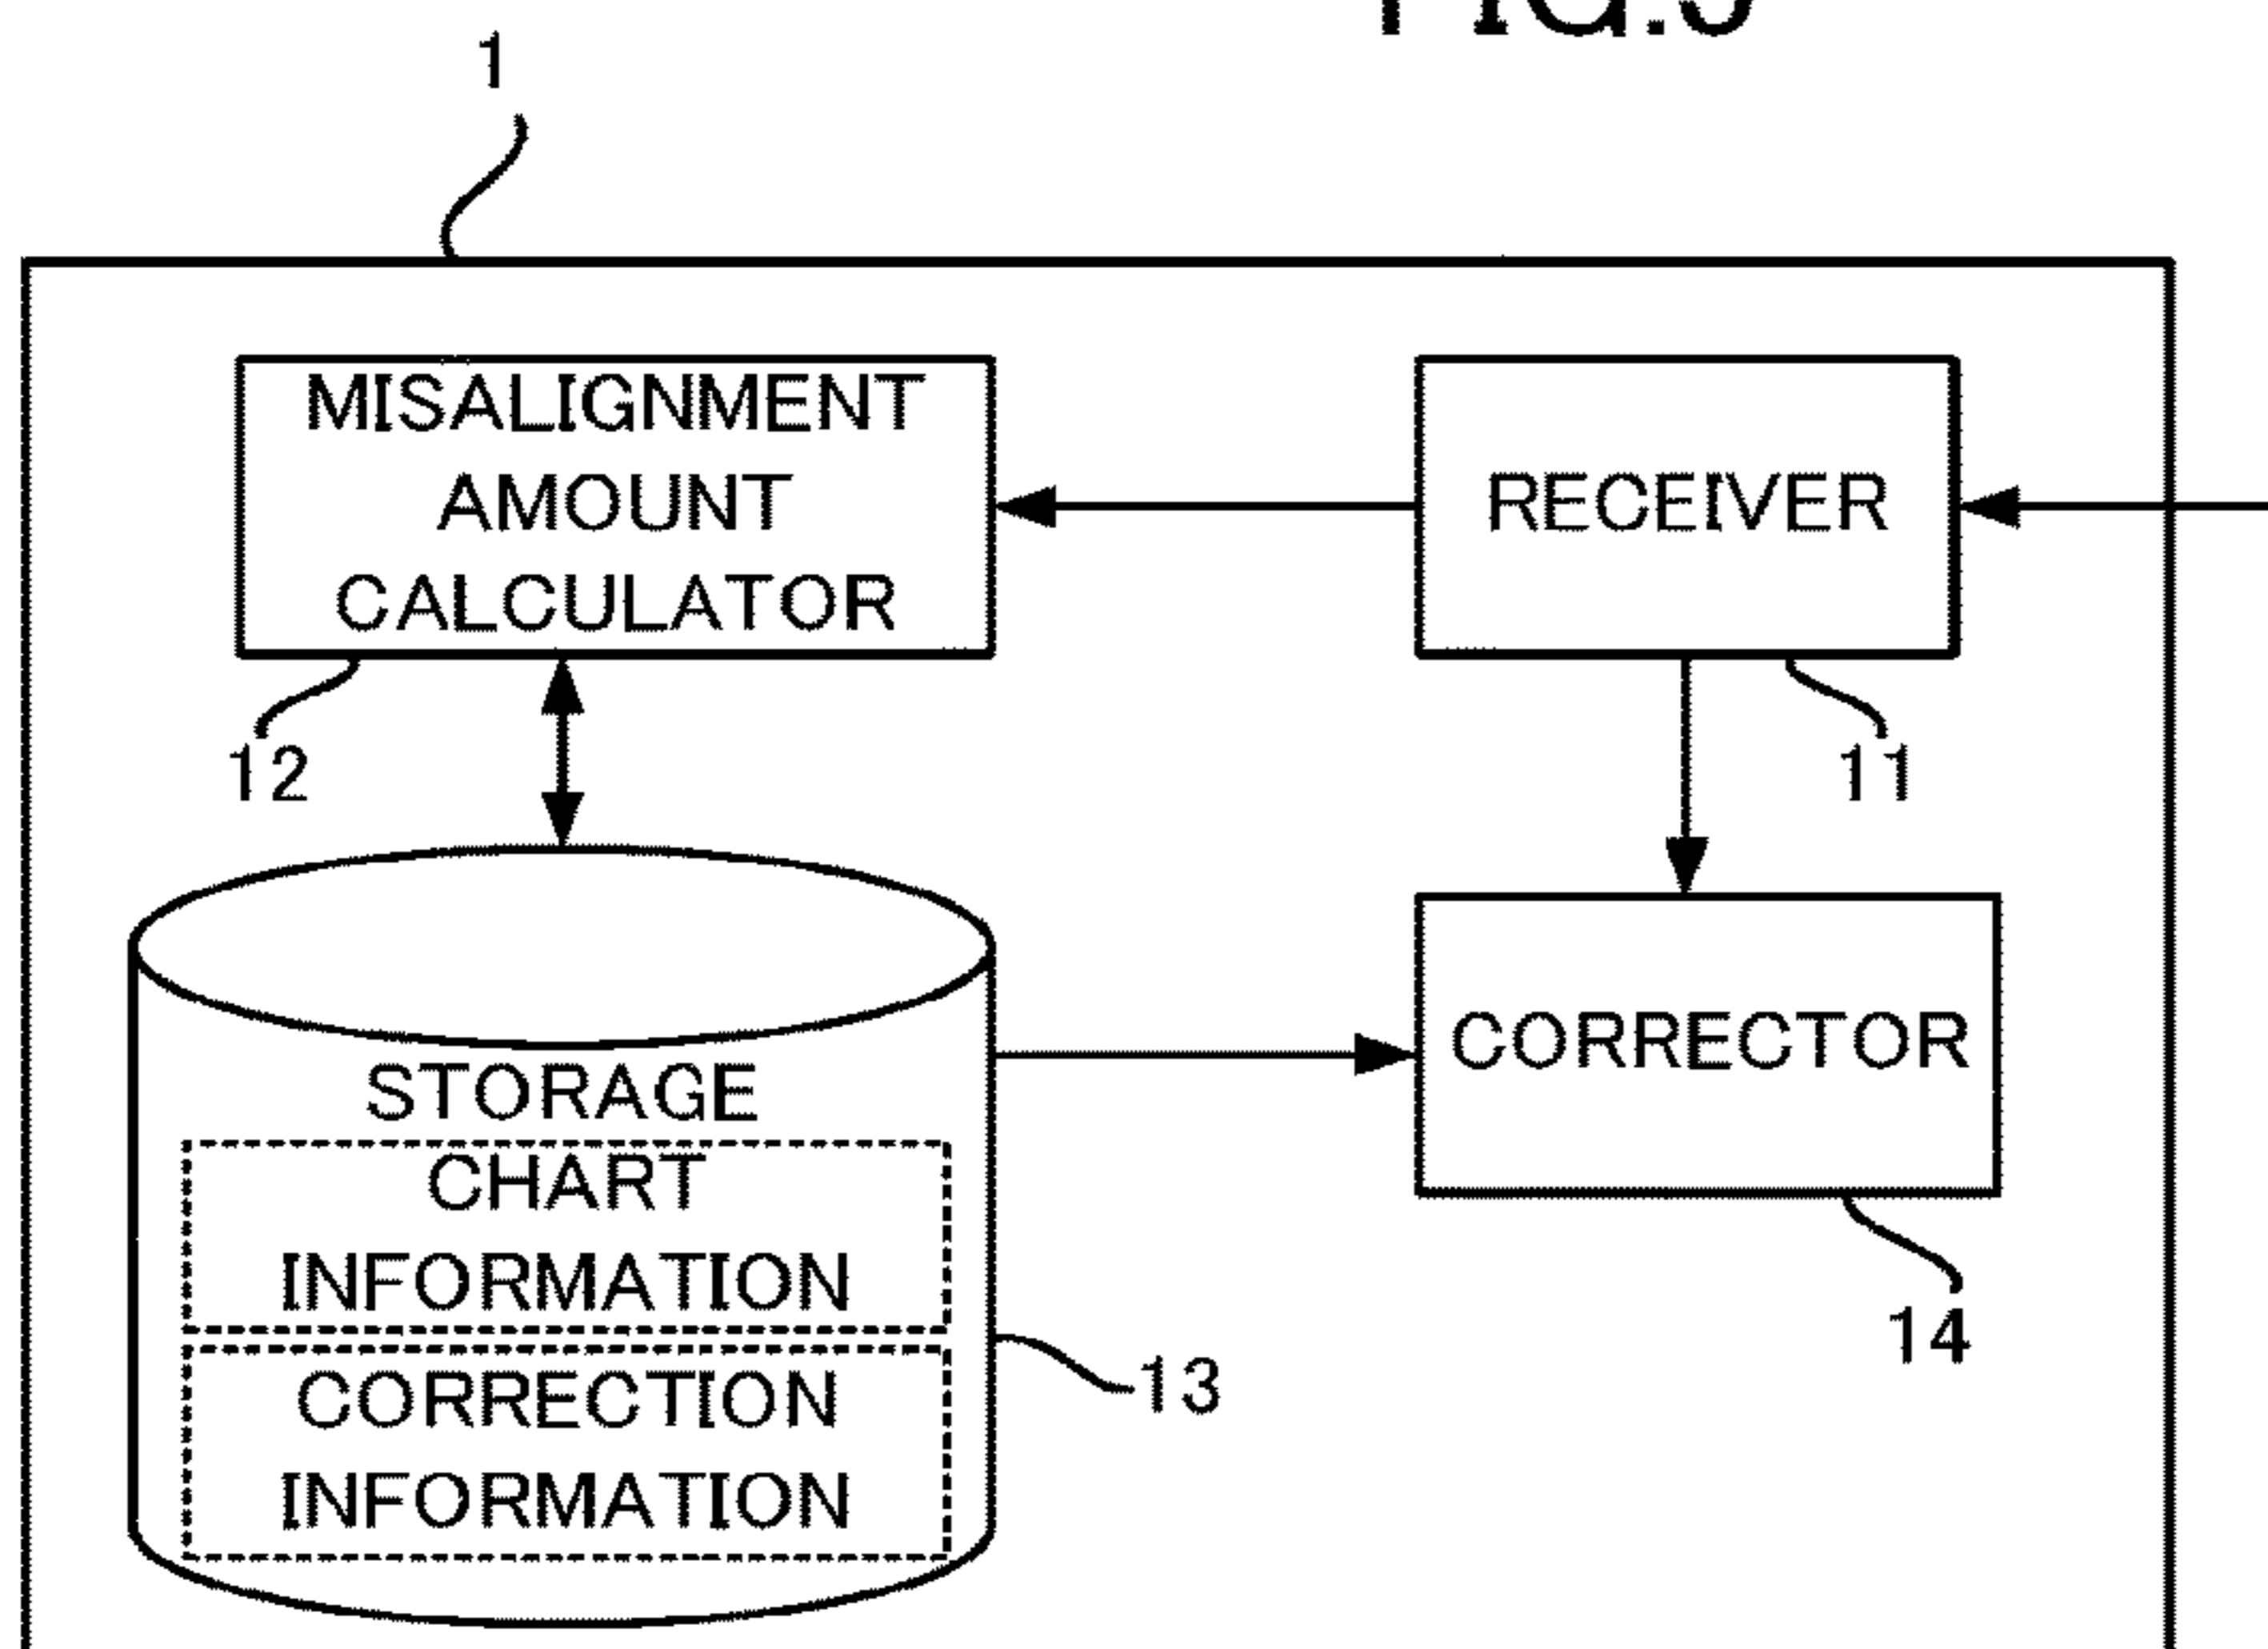 1
MISALIGNMENT
AMOUNT
CALCULATOR
RECEIVER
12
11
STORAGE
CHART
INFORMATION
CORRECTION
INFORMATION
CORRECTOR
13
14